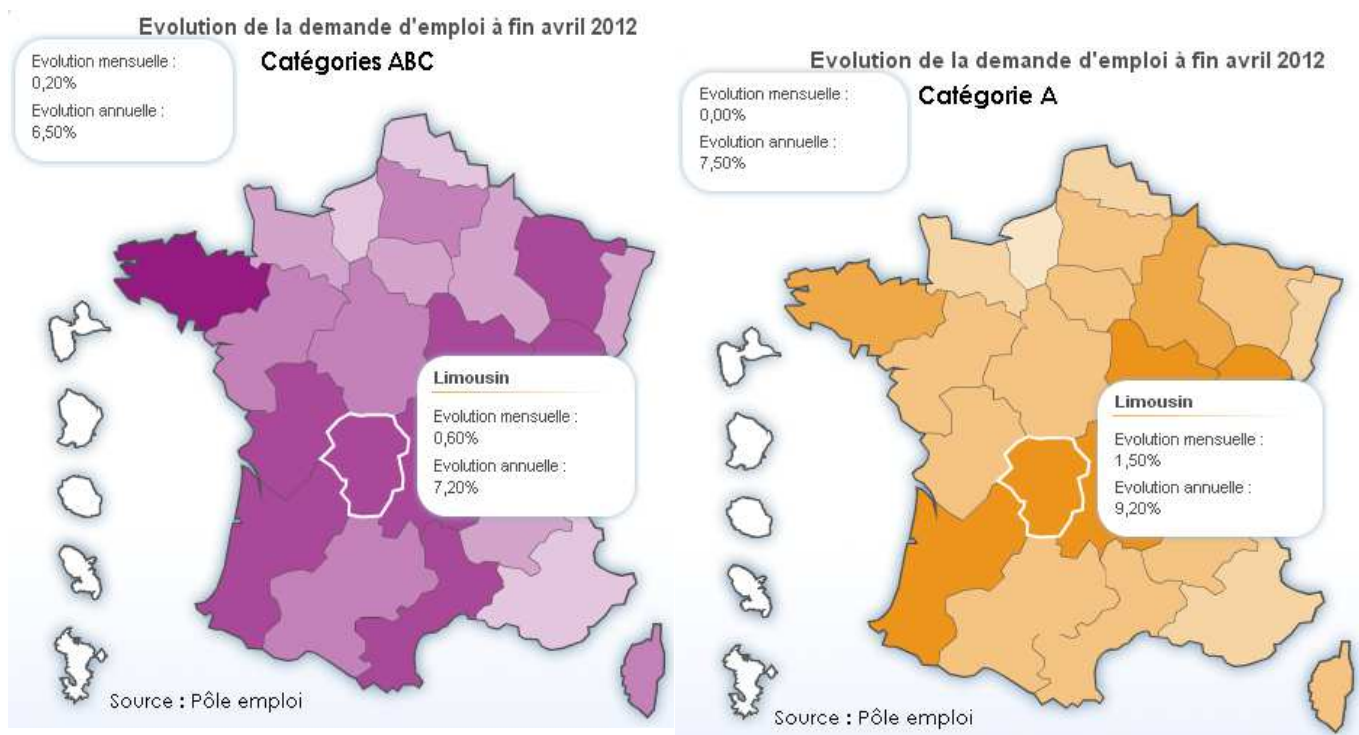 Evolution de la demande d'emploi à fin avril 2012
Catégories ABC
Evolution mensuelle :
0,20%
Evolution annuelle :
6,50%
Limousin
Evolution mensuelle :
0,60%
Evolution annuelle :
7,20%
Source : Pôle emploi
Evolution de la demande d'emploi à fin avril 2012
Catégorie A
Evolution mensuelle :
0,00%
Evolution annuelle :
7,50%
Limousin
Evolution mensuelle :
1,50%
Evolution annuelle :
9,20%
Source : Pôle emploi